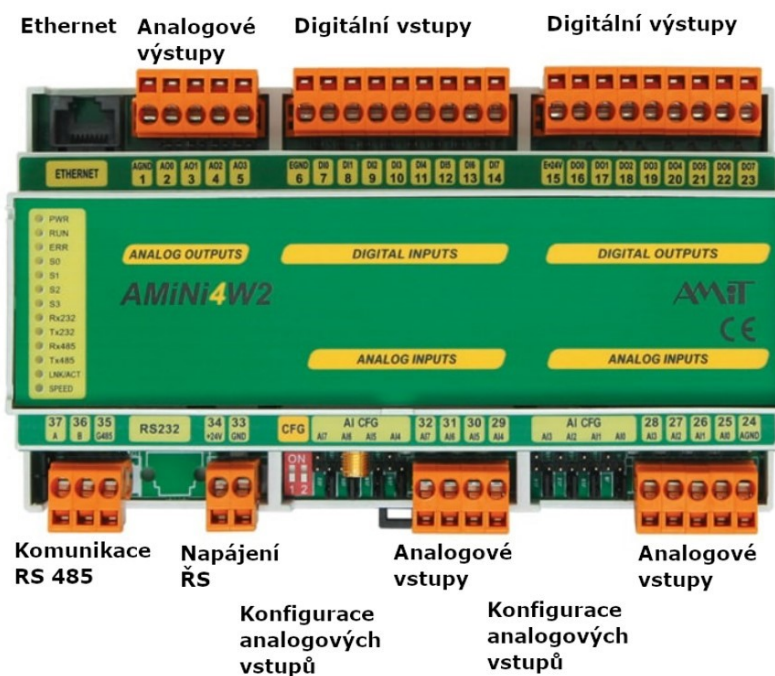 Ethernet
Analogové
výstupy
Digitální vstupy
Digitální výstupy
ETHERNET
AGND AO0 AO1 AO2 AO3
1 2 3 4 5
EGND DI0 DI1 DI2 DI3 DI4 DI5 DI6 DI7
6 7 8 9 10 11 12 13 14
E+24V DO0 DO1 DO2 DO3 DO4 DO5 DO6 DO7
15 16 17 18 19 20 21 22 23
PWR
RUN
ERR
S0
S1
S2
S3
Rx232
Tx232
Rx485
Tx485
LNK/ACT
SPEED
ANALOG OUTPUTS
DIGITAL INPUTS
DIGITAL OUTPUTS
AMiNi4W2
AMiT
CE
ANALOG INPUTS
ANALOG INPUTS
37 36 35
A B G485
RS232
34 33
+24V GND
CFG
AI CFG
AI7 AI6 AI5 AI4
32 31 30 29
AI7 AI6 AI5 AI4
AI CFG
AI3 AI2 AI1 AI0
28 27 26 25 24
AI3 AI2 AI1 AI0 AGND
ON
1 2
Komunikace
RS 485
Napájení
ŘS
Analogové
vstupy
Analogové
vstupy
Konfigurace
analogových
vstupů
Konfigurace
analogových
vstupů